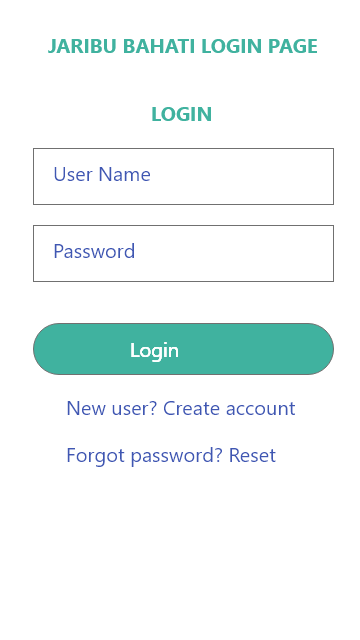 JARIBU BAHATI LOGIN PAGE
LOGIN
User Name
Password
Login
New user? Create account
Forgot password? Reset